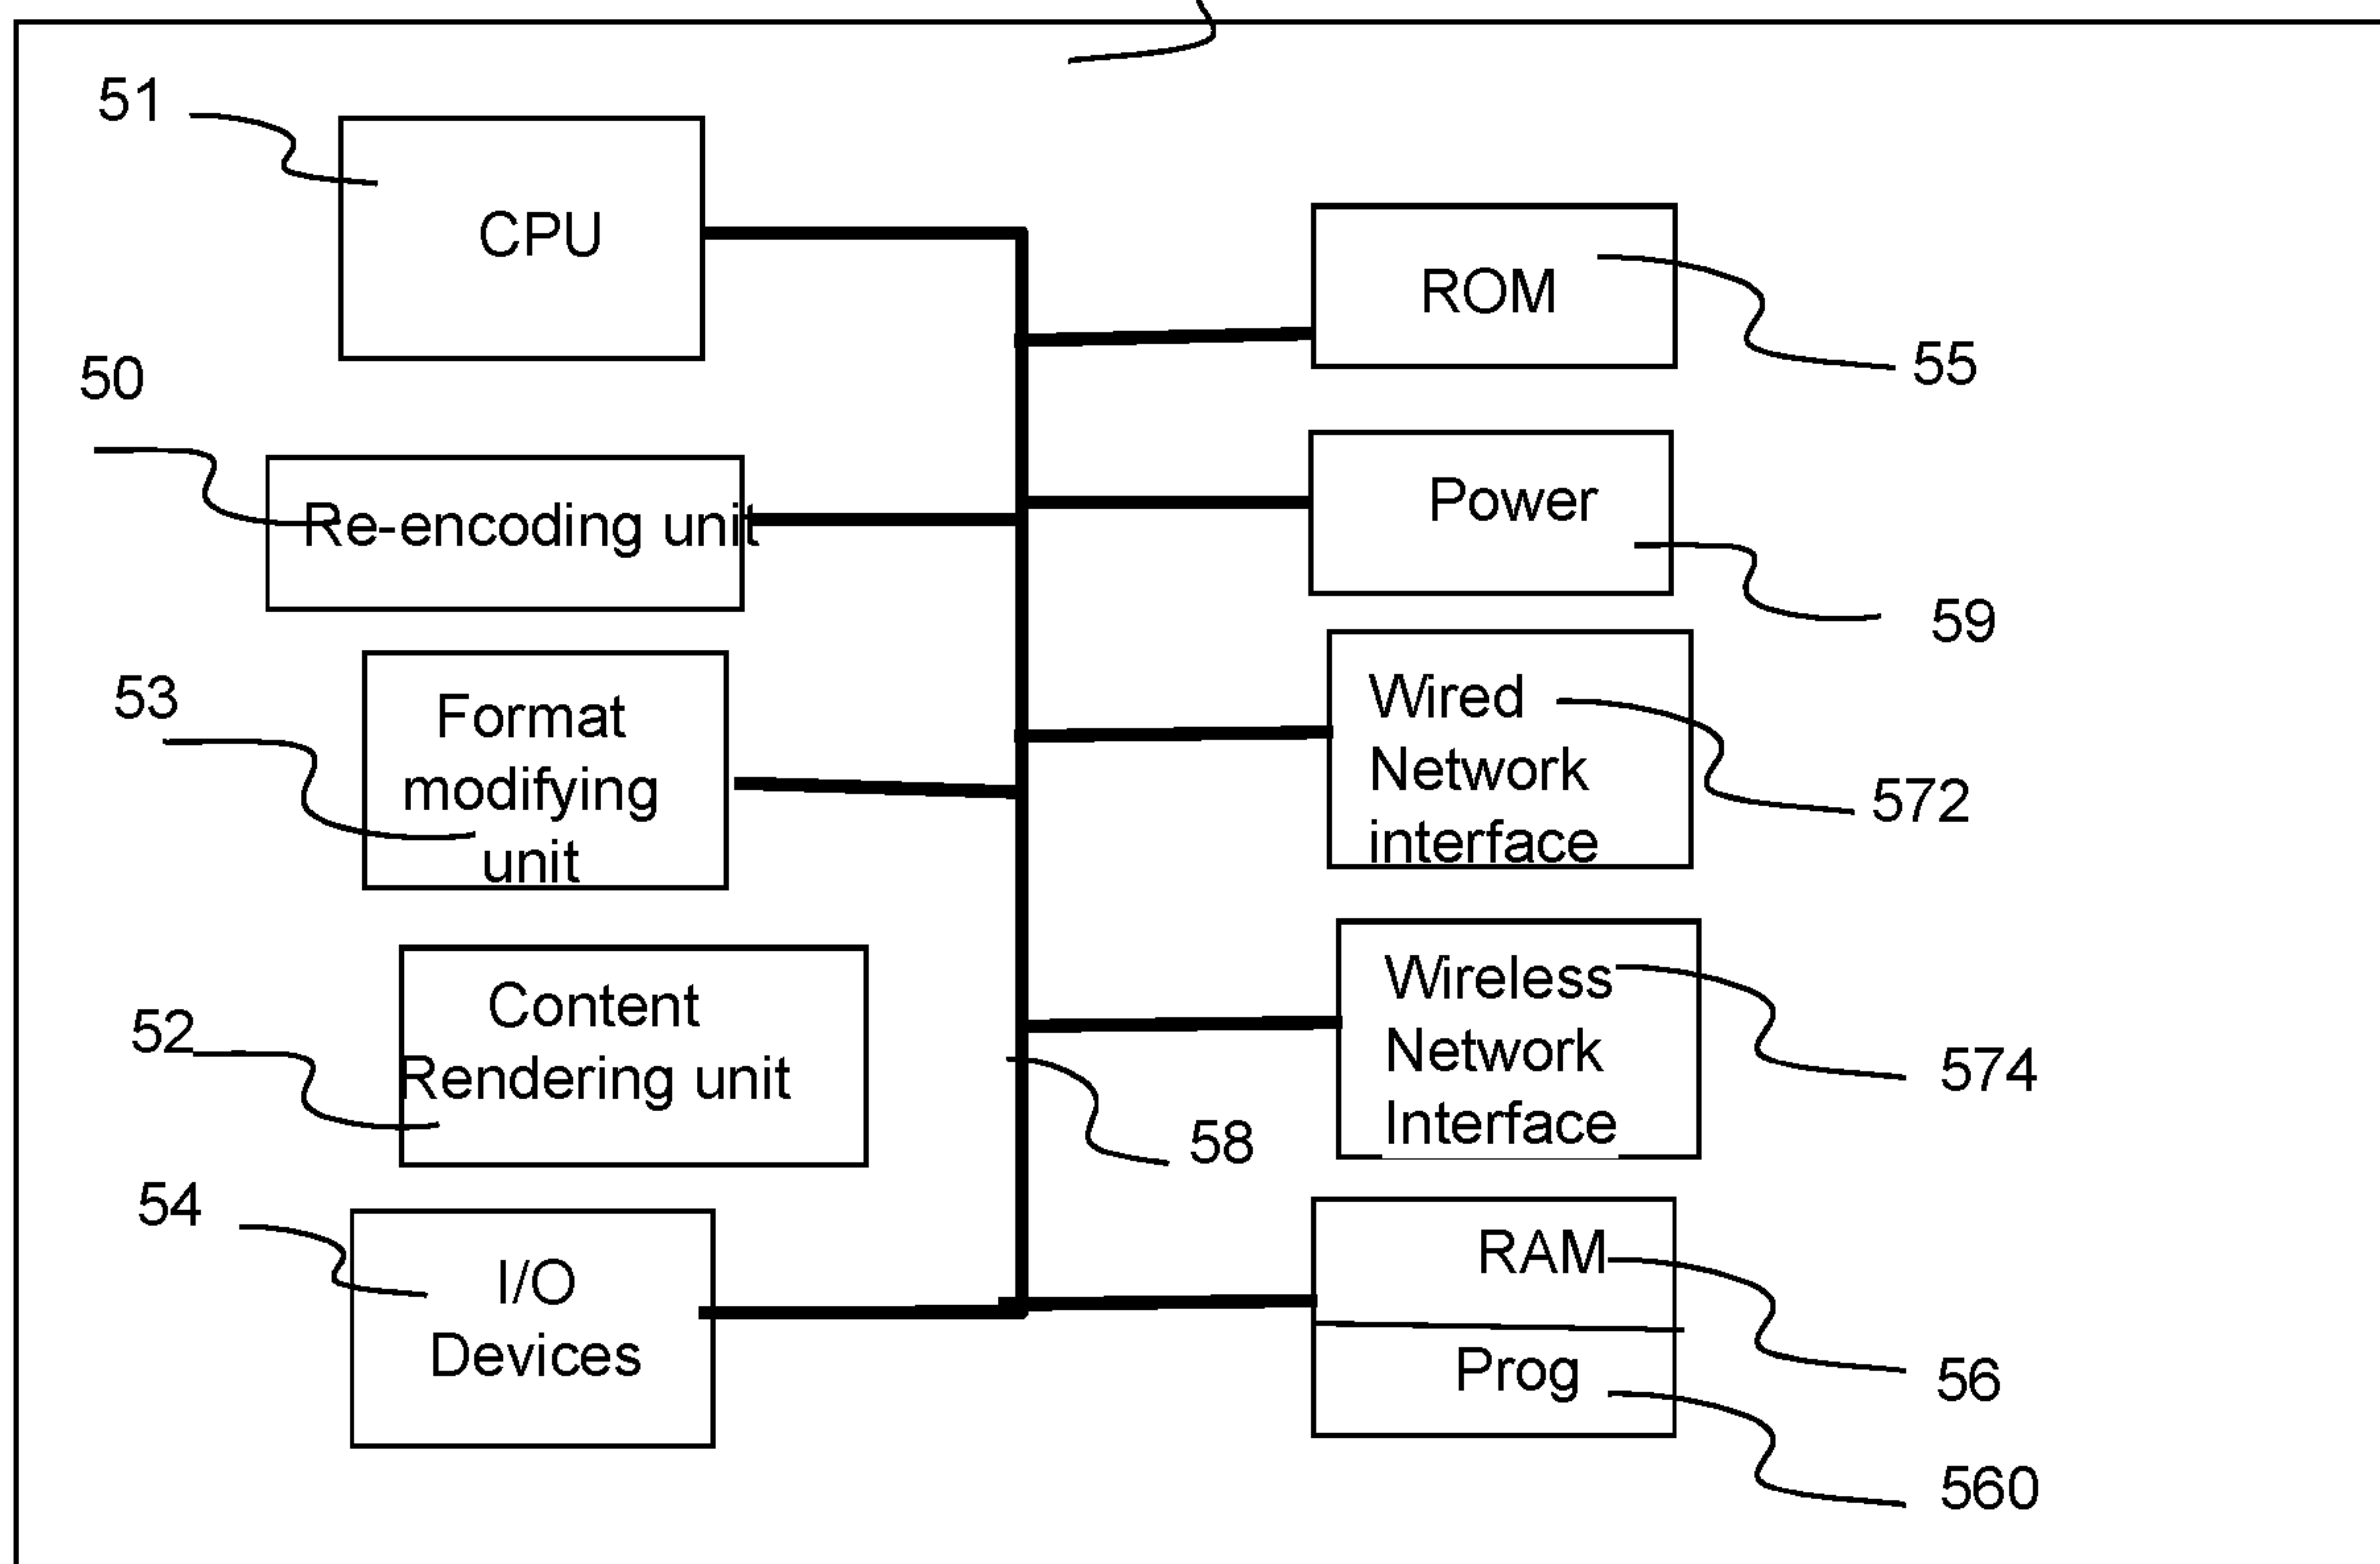 51
CPU
ROM
55
50
Re-encoding unit
Power
59
53
Format
modifying
unit
Wired
Network
interface
572
Content
Rendering unit
52
Wireless
Network
Interface
574
58
54
I/O
Devices
RAM
56
Prog
560